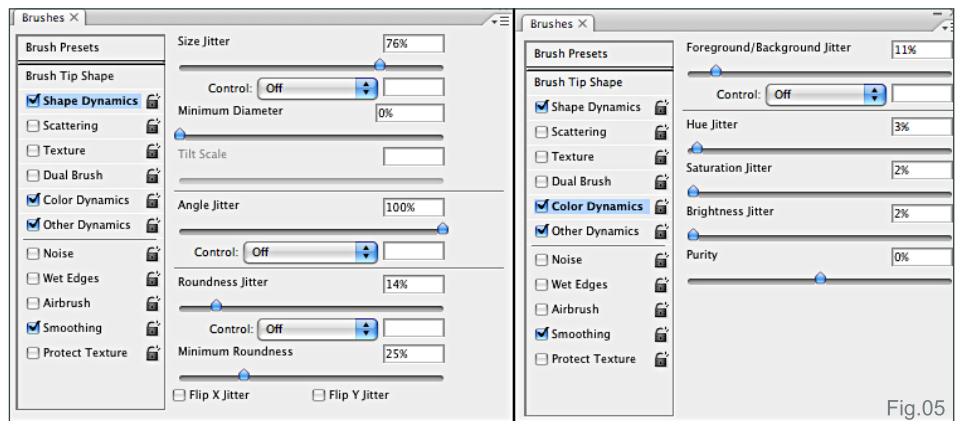 Brushes ×
Brush Presets
Brush Tip Shape
Shape Dynamics
Scattering
Texture
Dual Brush
Color Dynamics
Other Dynamics
Noise
Wet Edges
Airbrush
Smoothing
Protect Texture
Size Jitter 76%
Control: Off
Minimum Diameter 0%
Tilt Scale
Angle Jitter 100%
Control: Off
Roundness Jitter 14%
Control: Off
Minimum Roundness 25%
Flip X Jitter Flip Y Jitter
Brushes ×
Brush Presets
Brush Tip Shape
Shape Dynamics
Scattering
Texture
Dual Brush
Color Dynamics
Other Dynamics
Noise
Wet Edges
Airbrush
Smoothing
Protect Texture
Foreground/Background Jitter 11%
Control: Off
Hue Jitter 3%
Saturation Jitter 2%
Brightness Jitter 2%
Purity 0%
Fig.05